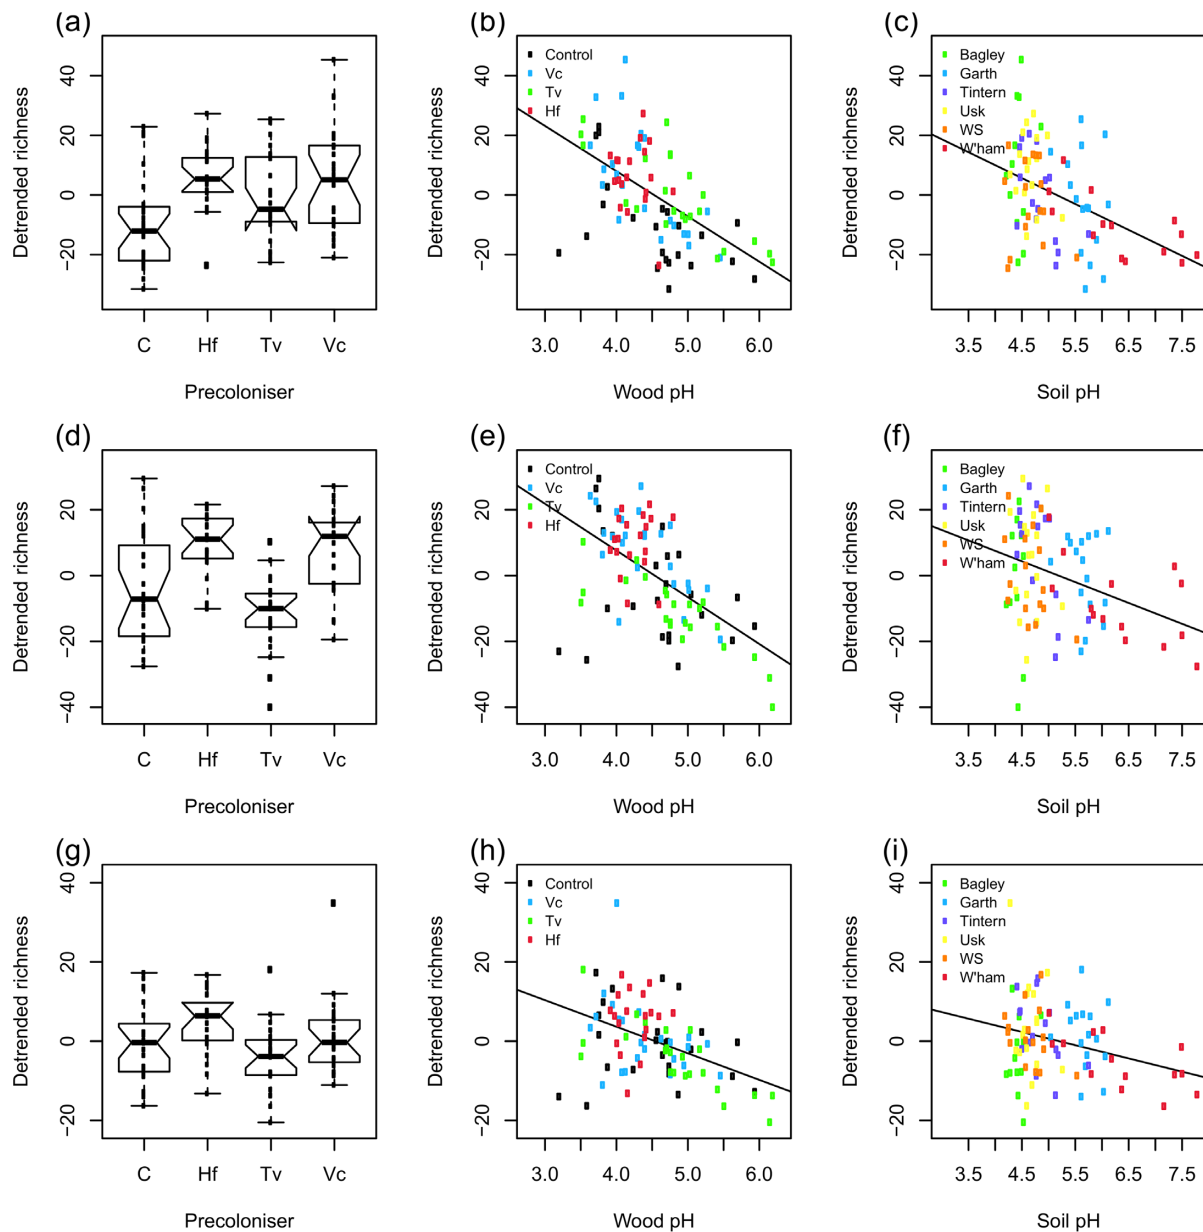 (a)
Detrended richness
40
20
0
−20
C Hf Tv Vc
Precoloniser
(b)
Detrended richness
40
20
0
−20
Control
Vc
Tv
Hf
3.0 4.0 5.0 6.0
Wood pH
(c)
Detrended richness
40
20
0
−20
Bagley
Garth
Tintern
Usk
WS
W'ham
3.5 4.5 5.5 6.5 7.5
Soil pH
(d)
Detrended richness
20
0
−20
−40
C Hf Tv Vc
Precoloniser
(e)
Detrended richness
20
0
−20
−40
Control
Vc
Tv
Hf
3.0 4.0 5.0 6.0
Wood pH
(f)
Detrended richness
20
0
−20
−40
Bagley
Garth
Tintern
Usk
WS
W'ham
3.5 4.5 5.5 6.5 7.5
Soil pH
(g)
Detrended richness
40
20
0
−20
C Hf Tv Vc
Precoloniser
(h)
Detrended richness
40
20
0
−20
Control
Vc
Tv
Hf
3.0 4.0 5.0 6.0
Wood pH
(i)
Detrended richness
40
20
0
−20
Bagley
Garth
Tintern
Usk
WS
W'ham
3.5 4.5 5.5 6.5 7.5
Soil pH